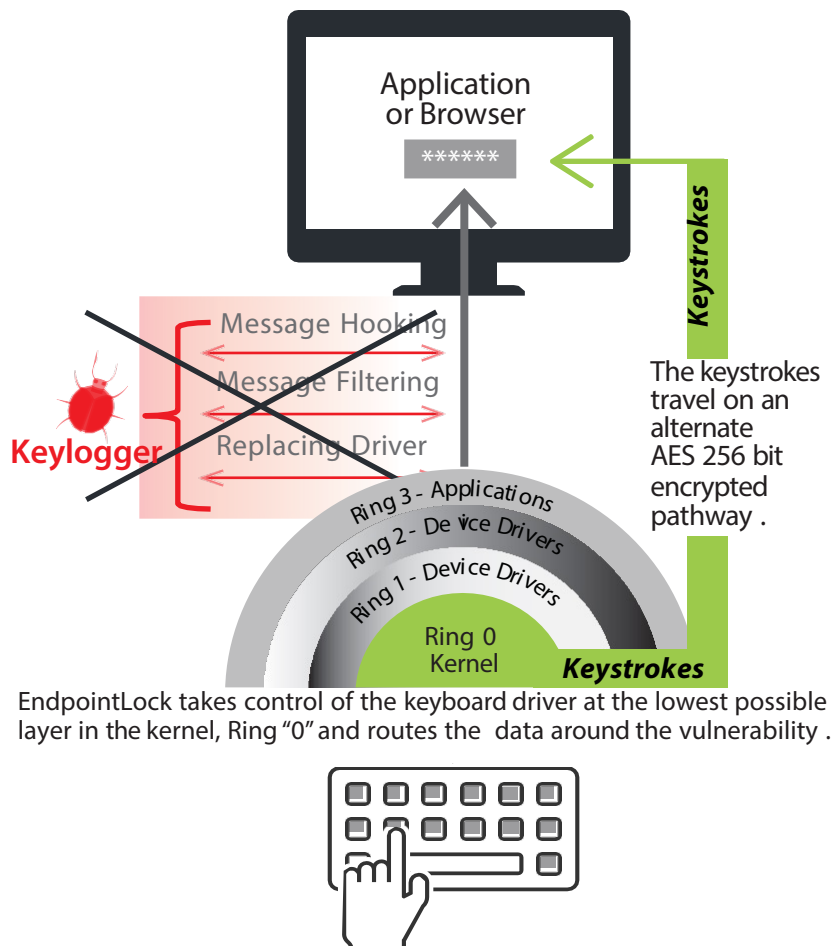 Application
or Browser
******
Keystrokes
Message Hooking
Message Filtering
Replacing Driver
Keylogger
The keystrokes
travel on an
alternate
AES 256 bit
encrypted
pathway .
Ring 3 - Applications
Ring 2 - Device Drivers
Ring 1 - Device Drivers
Ring 0
Kernel
Keystrokes
EndpointLock takes control of the keyboard driver at the lowest possible
layer in the kernel, Ring “0” and routes the data around the vulnerability .